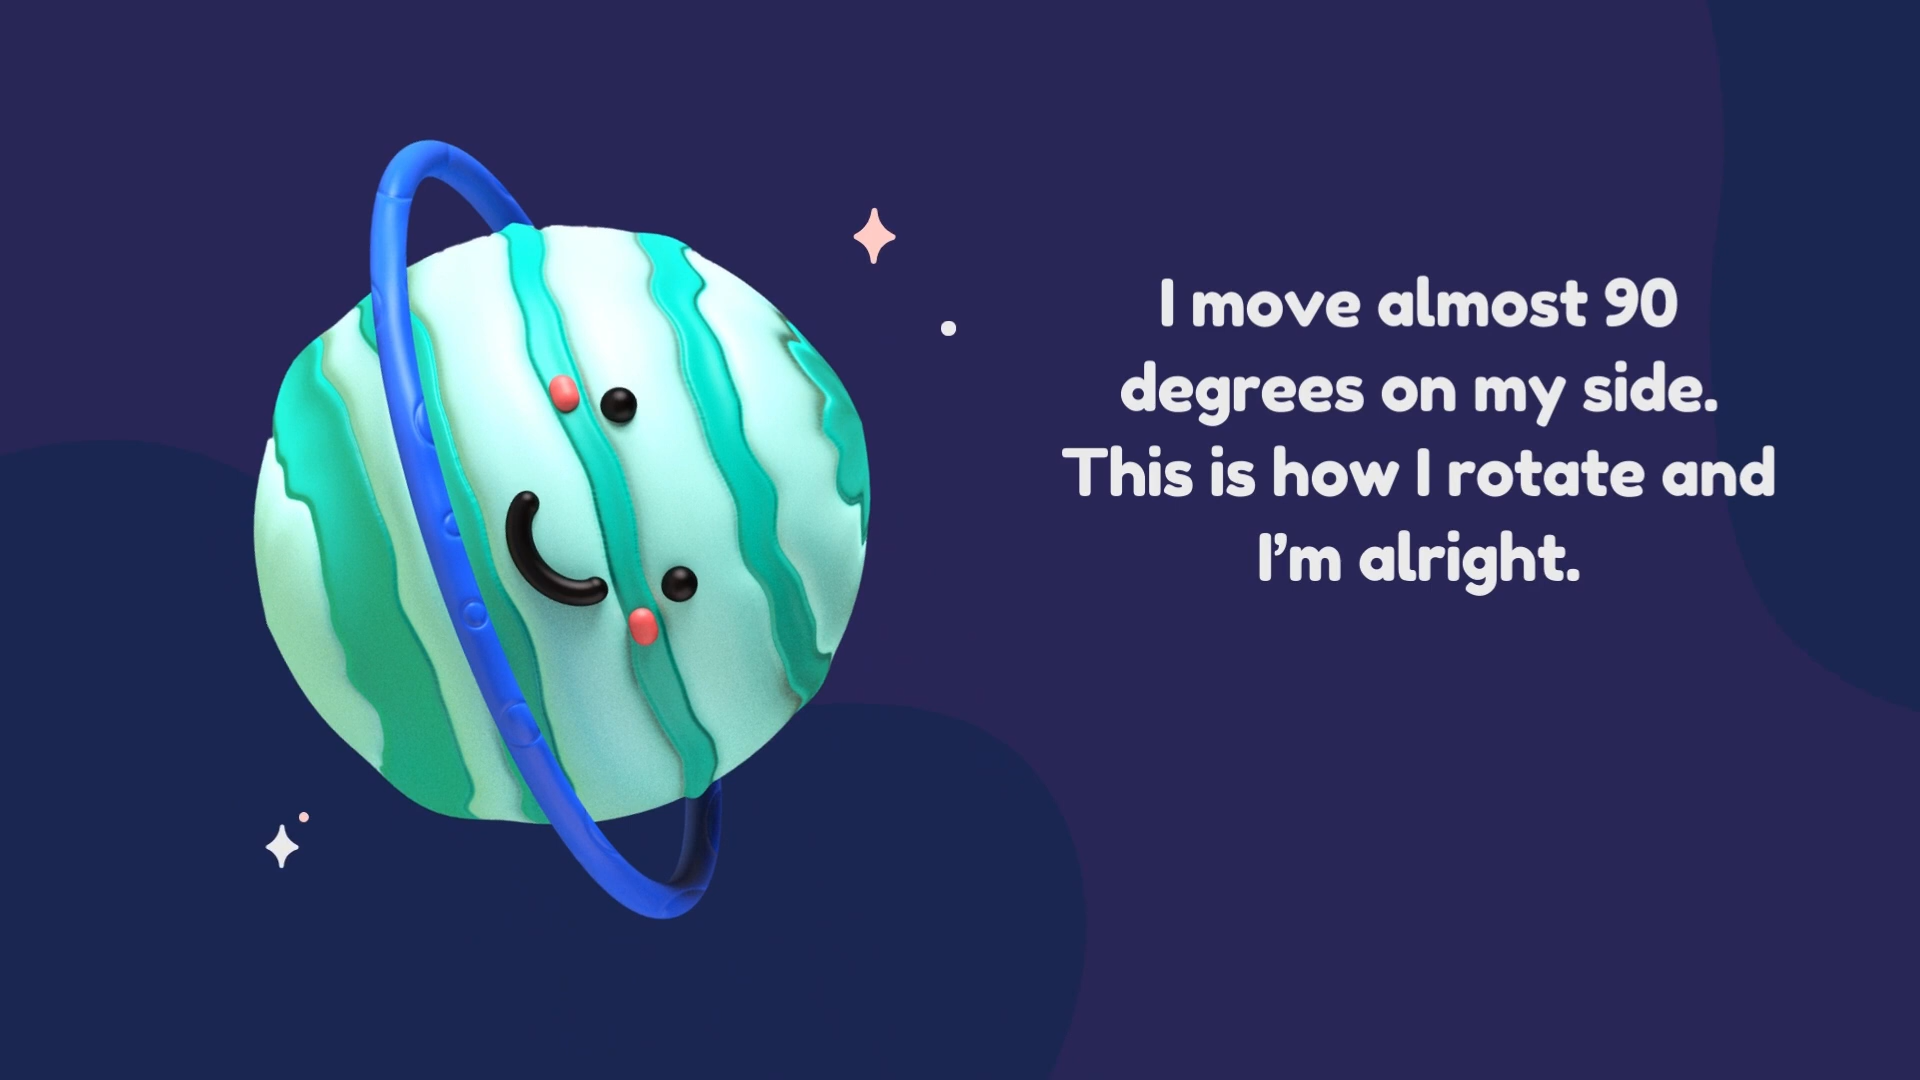 I move almost 90
degrees on my side.
This is how I rotate and
I’m alright.